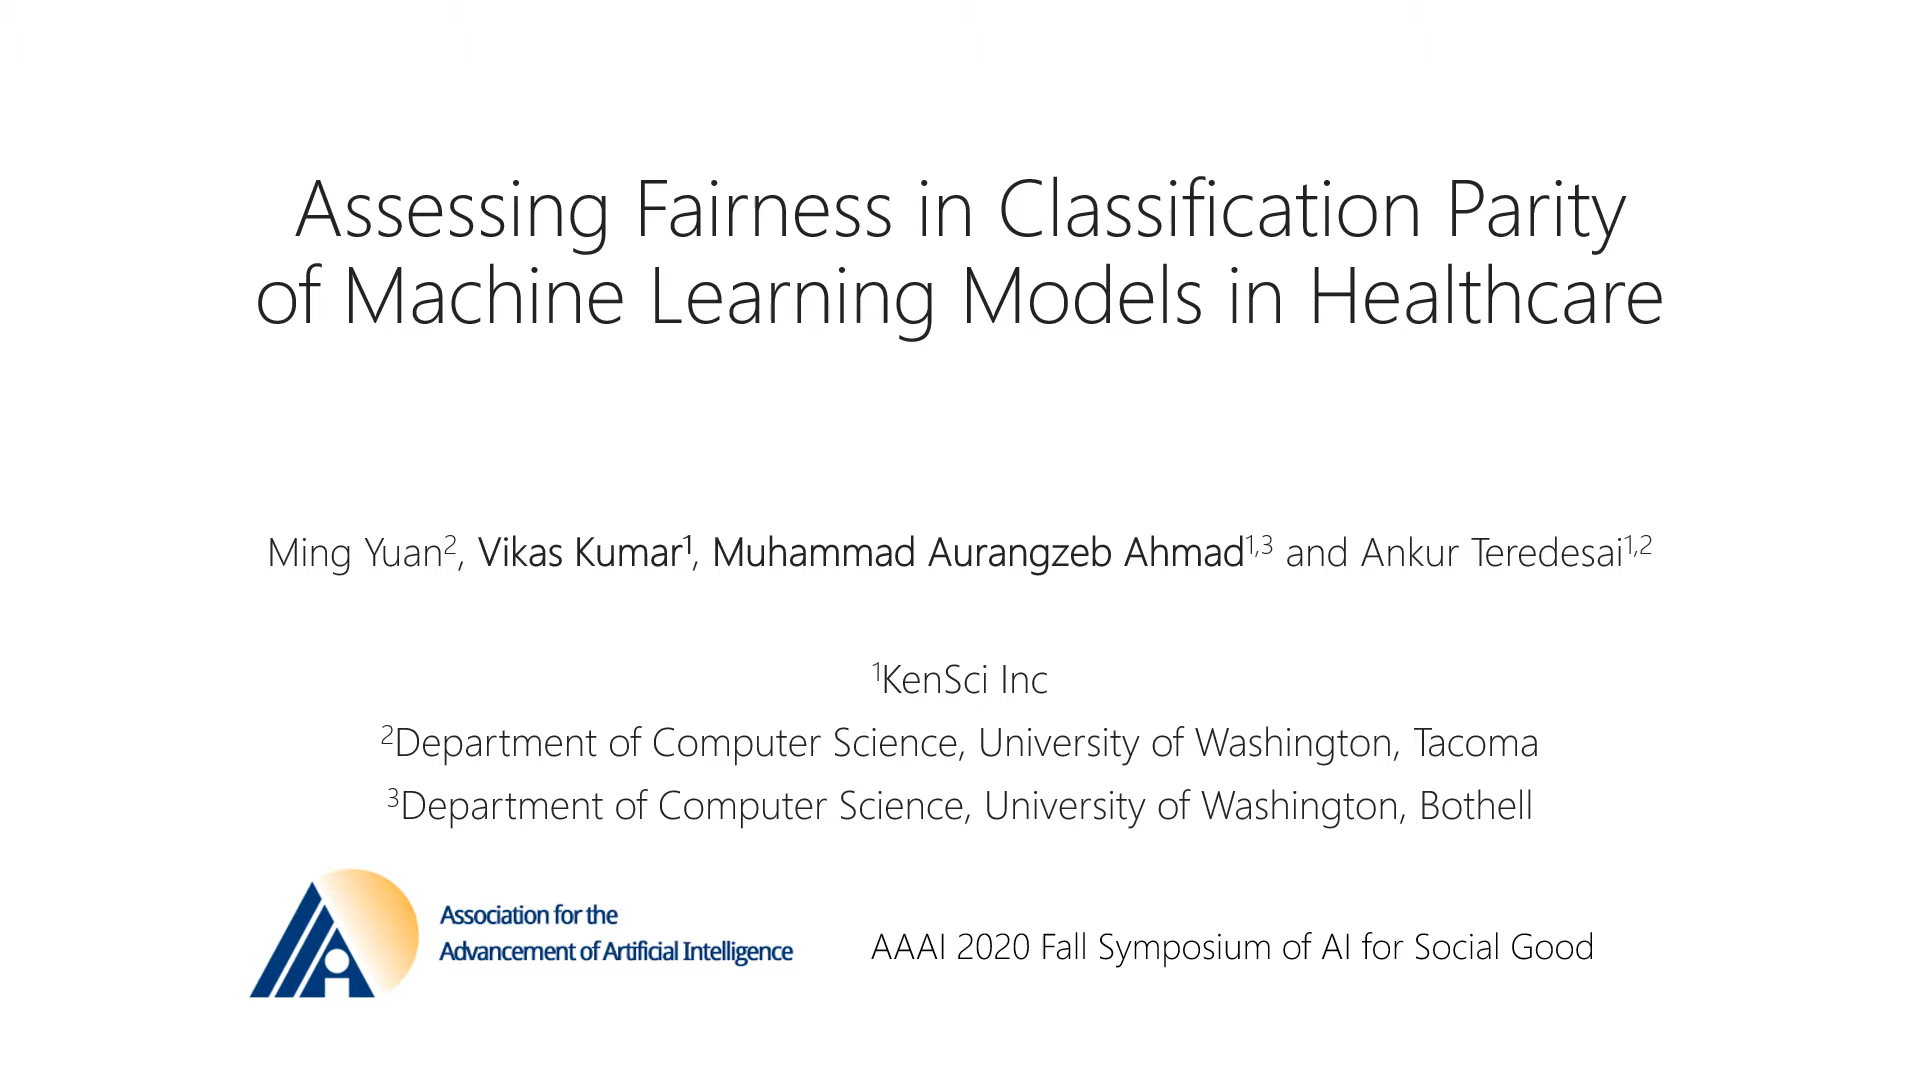 Assessing Fairness in Classification Parity
of Machine Learning Models in Healthcare
Ming Yuan², Vikas Kumar¹, Muhammad Aurangzeb Ahmad¹,³ and Ankur Teredesai¹,²
¹KenSci Inc
²Department of Computer Science, University of Washington, Tacoma
³Department of Computer Science, University of Washington, Bothell
Association for the
Advancement of Artificial Intelligence
AAAI 2020 Fall Symposium of AI for Social Good